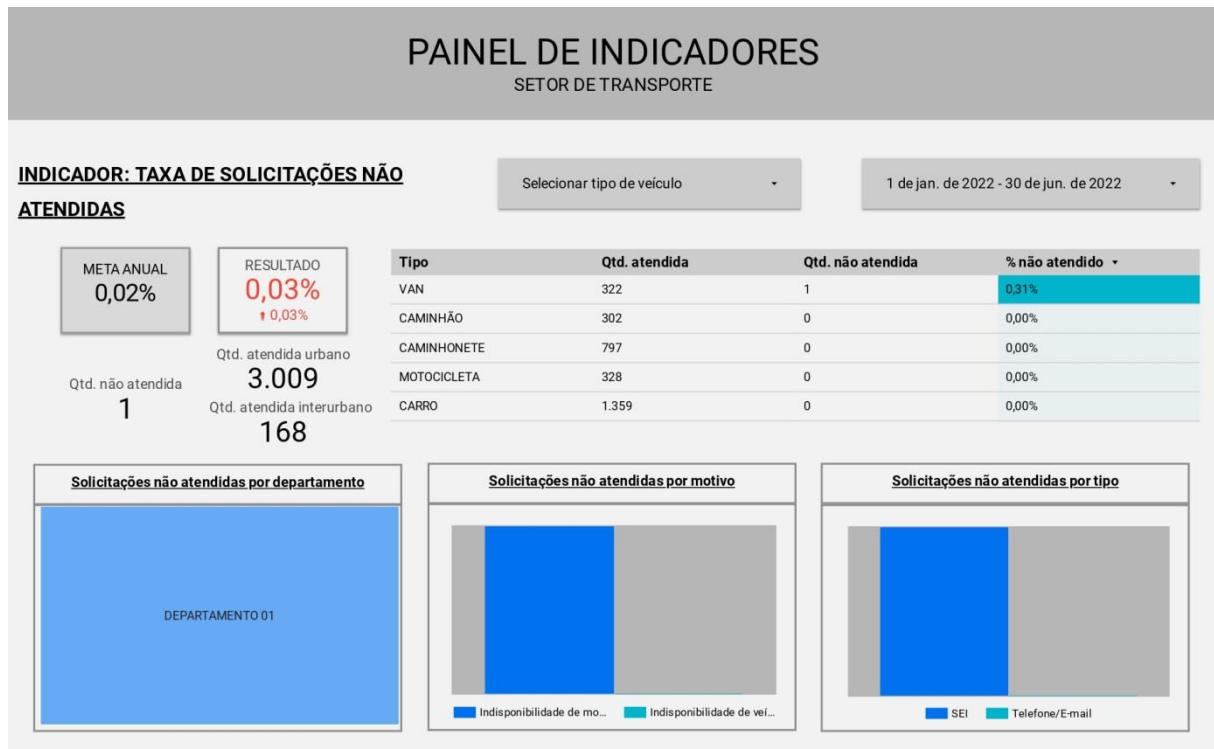 PAINEL DE INDICADORES
SETOR DE TRANSPORTE
INDICADOR: TAXA DE SOLICITAÇÕES NÃO
ATENDIDAS
Selecionar tipo de veículo
1 de jan. de 2022 - 30 de jun. de 2022
META ANUAL
0,02%
RESULTADO
0,03%
0,03%
Qtd. não atendida
1
Qtd. atendida urbano
3.009
Qtd. atendida interurbano
168
Tipo Qtd. atendida Qtd. não atendida % não atendido
VAN 322 1 0,31%
CAMINHÃO 302 0 0,00%
CAMINHONETE 797 0 0,00%
MOTOCICLETA 328 0 0,00%
CARRO 1.359 0 0,00%
Solicitações não atendidas por departamento
DEPARTAMENTO 01
Solicitações não atendidas por motivo
Indisponibilidade de mo... Indisponibilidade de veí...
Solicitações não atendidas por tipo
SEI Telefone/E-mail